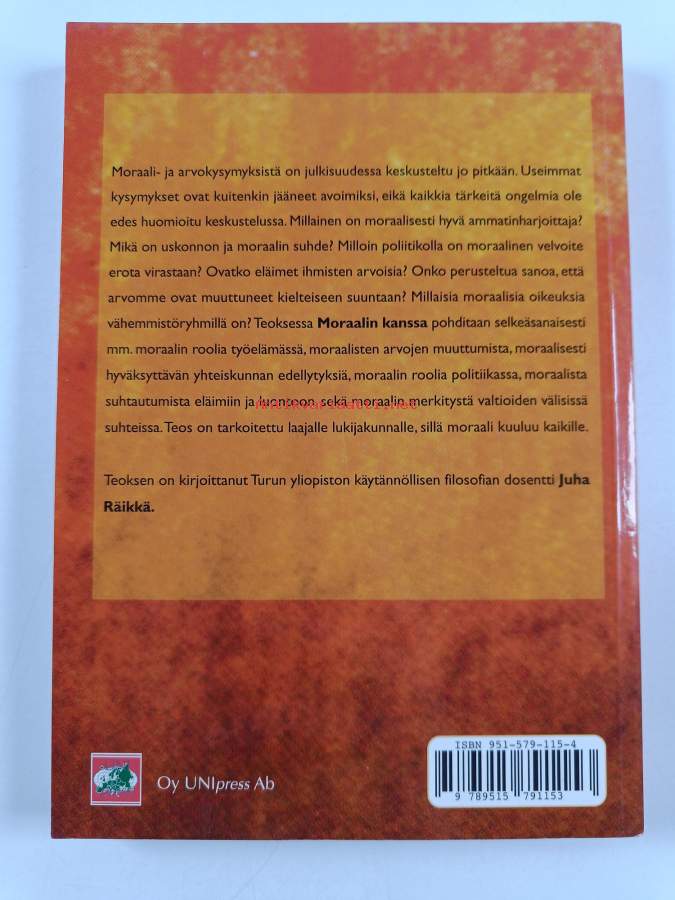 Moraali- ja arvokysymyksistä on julkisuudessa keskusteltu jo pitkään. Useimmat
kysymykset ovat kuitenkin jääneet avoimiksi, eikä kaikkia tärkeitä ongelmia ole
edes huomioitu keskustelussa. Millainen on moraalisesti hyvä ammatinharjoittaja?
Mikä on uskonnon ja moraalin suhde? Milloin poliitikolla on moraalinen velvoite
erota virastaan? Ovatko eläimet ihmisten arvoisia? Onko perusteltua sanoa, että
arvomme ovat muuttuneet kielteiseen suuntaan? Millaisia moraalisia oikeuksia
vähemmistöryhmillä on? Teoksessa Moraalin kanssa pohditaan selkeäsanaisesti
mm. moraalin roolia työelämässä, moraalisten arvojen muuttumista, moraalisesti
hyväksyttävän yhteiskunnan edellytyksiä, moraalin roolia politiikassa, moraalista
suhtautumista eläimiin ja luontoon sekä moraalin merkitystä valtioiden välisissä
antikvariaatti.net
suhteissa. Teos on tarkoitettu laajalle lukijakunnalle, sillä moraali kuuluu kaikille.
Teoksen on kirjoittanut Turun yliopiston käytännöllisen filosofian dosentti Juha
Räikkä.
ISBN 951-579-115-4
Oy UNIpress Ab
9 789515 791153